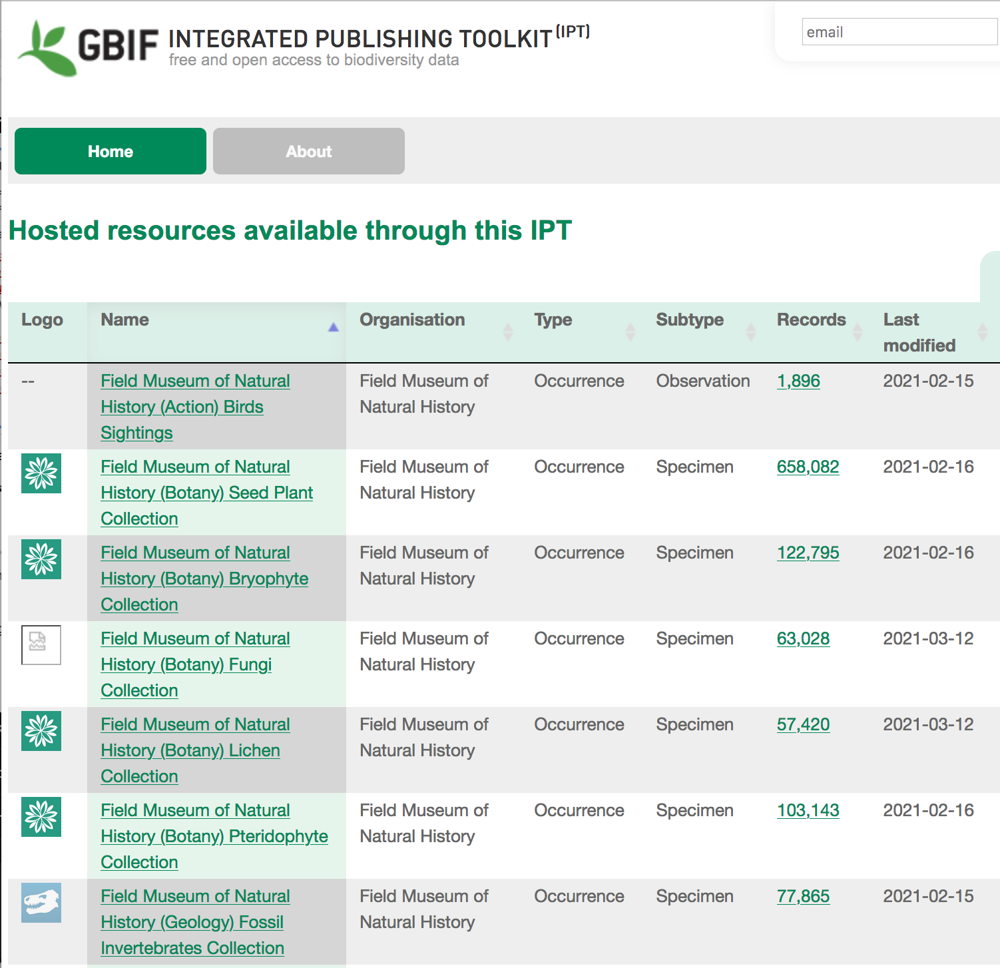 GBIF INTEGRATED PUBLISHING TOOLKIT (IPT)
free and open access to biodiversity data
email
Home About
Hosted resources available through this IPT
Logo Name Organisation Type Subtype Records Last
modified
-- Field Museum of Natural Field Museum of Occurrence Observation 1,896 2021-02-15
History (Action) Birds Natural History
Sightings
Field Museum of Natural Field Museum of Occurrence Specimen 658,082 2021-02-16
History (Botany) Seed Plant Natural History
Collection
Field Museum of Natural Field Museum of Occurrence Specimen 122,795 2021-02-16
History (Botany) Bryophyte Natural History
Collection
Field Museum of Natural Field Museum of Occurrence Specimen 63,028 2021-03-12
History (Botany) Fungi Natural History
Collection
Field Museum of Natural Field Museum of Occurrence Specimen 57,420 2021-03-12
History (Botany) Lichen Natural History
Collection
Field Museum of Natural Field Museum of Occurrence Specimen 103,143 2021-02-16
History (Botany) Pteridophyte Natural History
Collection
Field Museum of Natural Field Museum of Occurrence Specimen 77,865 2021-02-15
History (Geology) Fossil Natural History
Invertebrates Collection